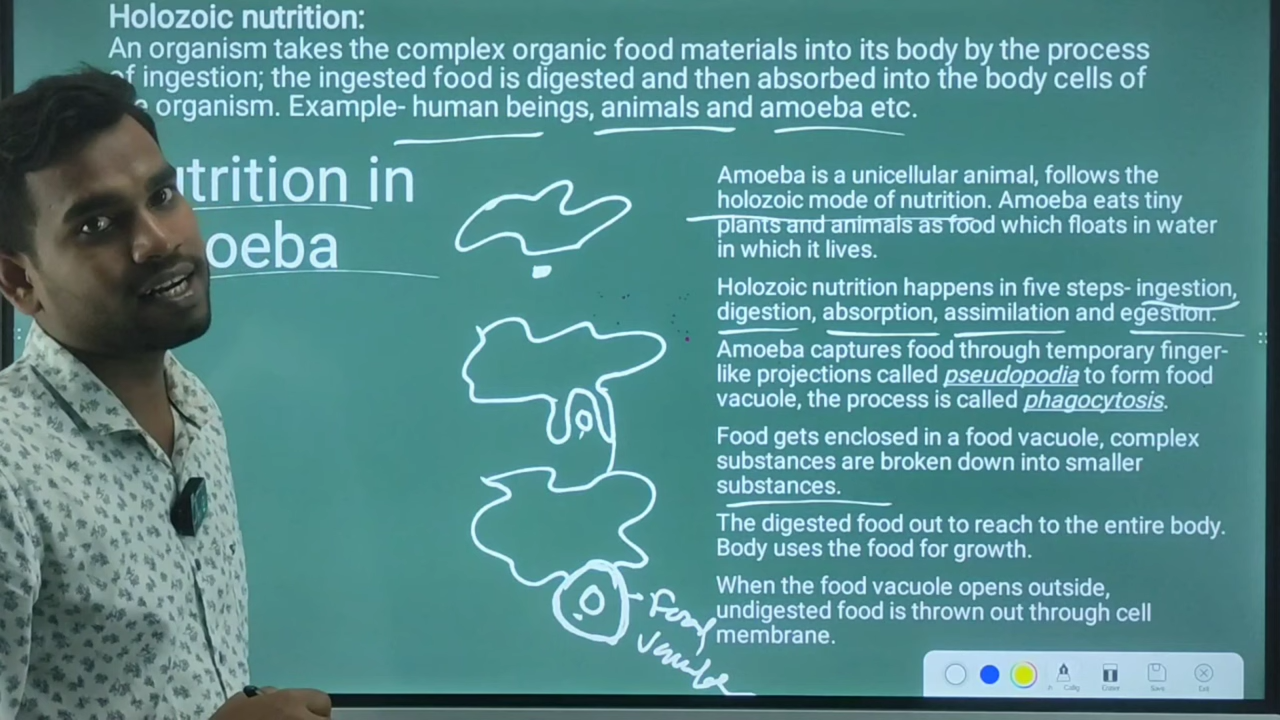 Holozoic nutrition:
An organism takes the complex organic food materials into its body by the process
of ingestion; the ingested food is digested and then absorbed into the body cells of
organism. Example- human beings, animals and amoeba etc.
utrition in
oeba
Amoeba is a unicellular animal, follows the
holozoic mode of nutrition. Amoeba eats tiny
plants and animals as food which floats in water
in which it lives.
Holozoic nutrition happens in five steps- ingestion,
digestion, absorption, assimilation and egestion.
Amoeba captures food through temporary finger-
like projections called pseudopodia to form food
vacuole, the process is called phagocytosis.
Food gets enclosed in a food vacuole, complex
substances are broken down into smaller
substances.
The digested food out to reach to the entire body.
Body uses the food for growth.
When the food vacuole opens outside,
undigested food is thrown out through cell
membrane.
Food
vacuole
Save
Exit